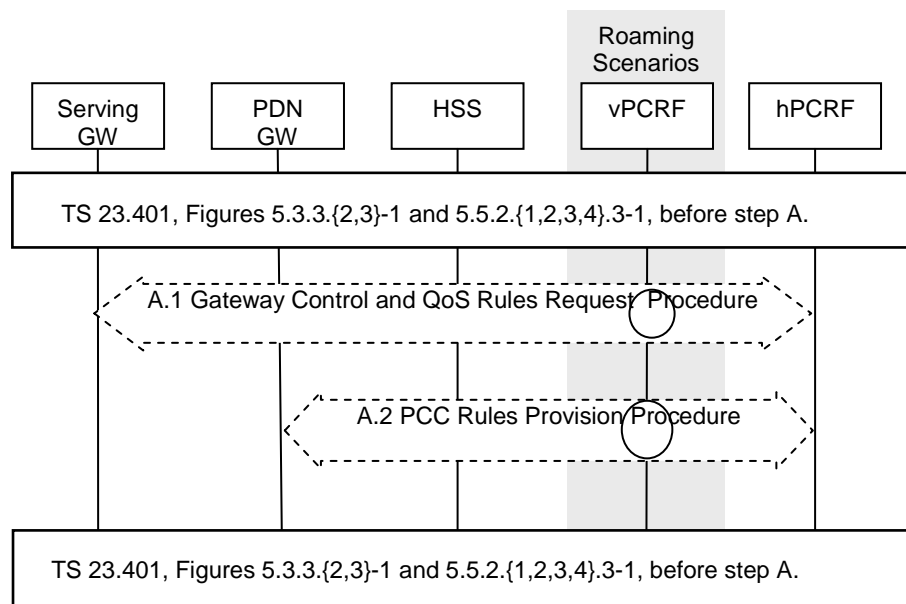 Roaming
Scenarios
Serving
GW
PDN
GW
HSS
vPCRF
hPCRF
TS 23.401, Figures 5.3.3.{2,3}-1 and 5.5.2.{1,2,3,4}.3-1, before step A.
A.1 Gateway Control and QoS Rules Request Procedure
A.2 PCC Rules Provision Procedure
TS 23.401, Figures 5.3.3.{2,3}-1 and 5.5.2.{1,2,3,4}.3-1, before step A.